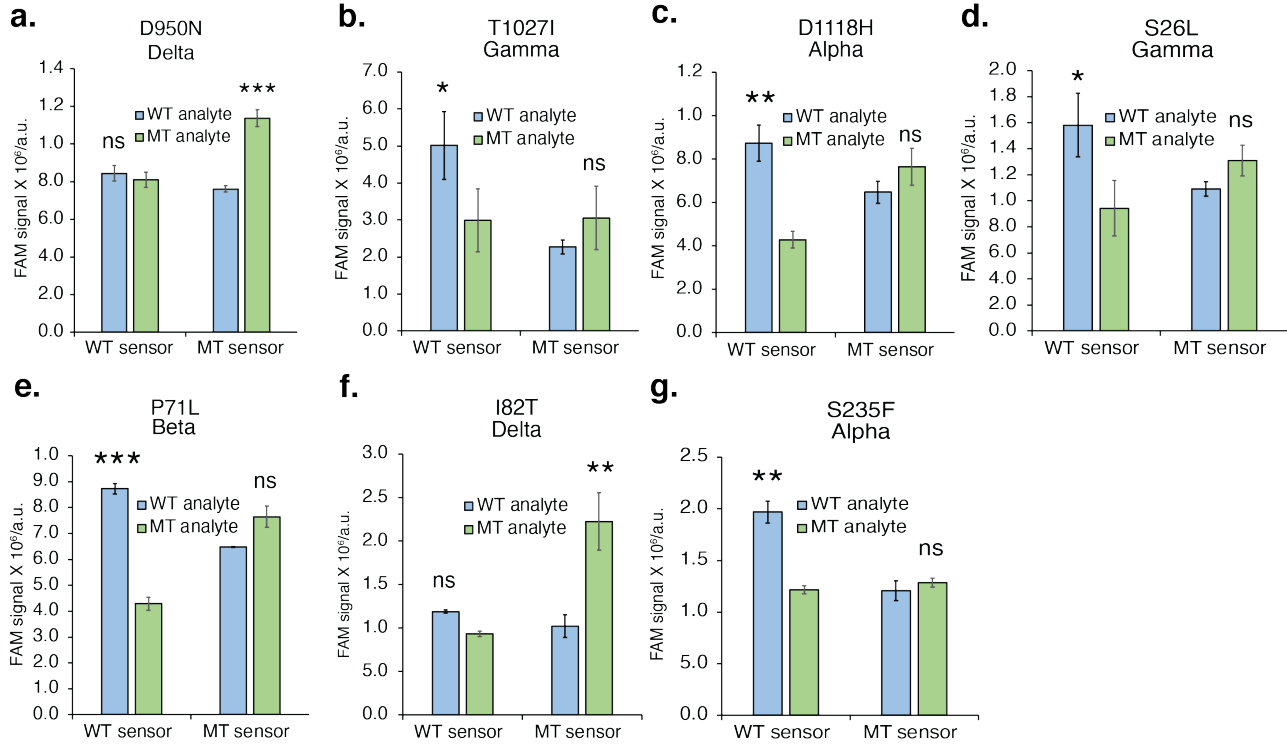 a.
D950N
Delta
FAM signal X 10⁶/a.u.
1.4
1.2
1.0
8.0
6.0
4.0
2.0
0.0
ns
***
WT analyte
MT analyte
WT sensor
MT sensor
b.
T1027I
Gamma
FAM signal X 10⁶/a.u.
7.0
6.0
5.0
4.0
3.0
2.0
1.0
0.0
*
ns
WT analyte
MT analyte
WT sensor
MT sensor
c.
D1118H
Alpha
FAM signal X 10⁶/a.u.
1.2
1.0
8.0
6.0
4.0
2.0
0.0
**
ns
WT analyte
MT analyte
WT sensor
MT sensor
d.
S26L
Gamma
FAM signal X 10⁶/a.u.
2.0
1.8
1.6
1.4
1.2
1.0
8.0
6.0
4.0
2.0
0.0
*
ns
WT analyte
MT analyte
WT sensor
MT sensor
e.
P71L
Beta
FAM signal X 10⁶/a.u.
1.0
9.0
8.0
7.0
6.0
5.0
4.0
3.0
2.0
1.0
0.0
***
ns
WT analyte
MT analyte
WT sensor
MT sensor
f.
I82T
Delta
FAM signal X 10⁶/a.u.
3.0
2.5
2.0
1.5
1.0
5.0
0.0
ns
**
WT analyte
MT analyte
WT sensor
MT sensor
g.
S235F
Alpha
FAM signal X 10⁶/a.u.
2.5
2.0
1.5
1.0
5.0
0.0
**
ns
WT analyte
MT analyte
WT sensor
MT sensor